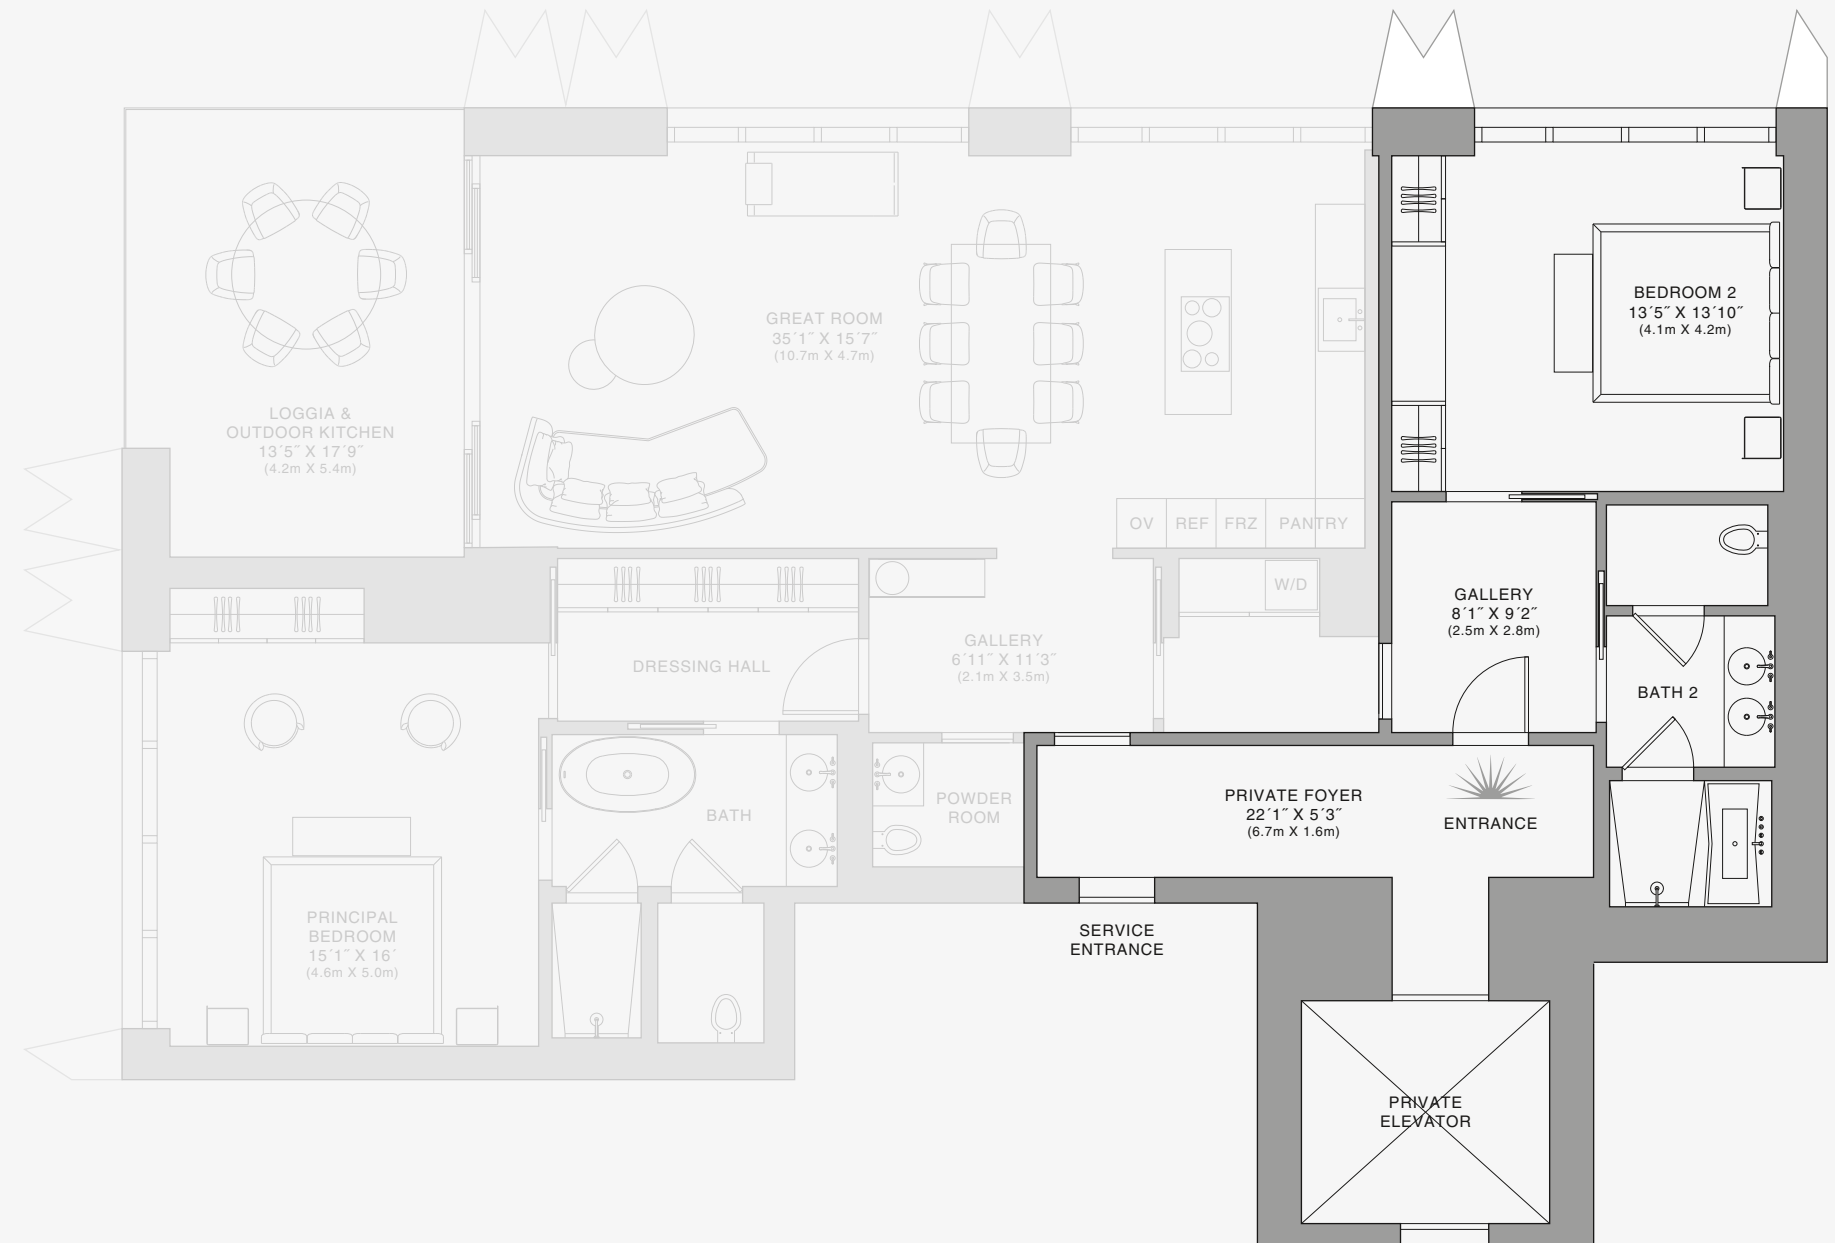 LOGGIA &
OUTDOOR KITCHEN
13´5˝ X 17´9˝
(4.2m X 5.4m)
GREAT ROOM
35´1˝ X 15´7˝
(10.7m X 4.7m)
OV
REF
FRZ
PANTRY
BEDROOM 2
13´5˝ X 13´10˝
(4.1m X 4.2m)
DRESSING HALL
GALLERY
6´11˝ X 11´3˝
(2.1m X 3.5m)
W/D
GALLERY
8´1˝ X 9´2˝
(2.5m X 2.8m)
BATH 2
BATH
POWDER
ROOM
PRIVATE FOYER
22´1˝ X 5´3˝
(6.7m X 1.6m)
ENTRANCE
PRINCIPAL
BEDROOM
15´1˝ X 16´
(4.6m X 5.0m)
SERVICE
ENTRANCE
PRIVATE
ELEVATOR